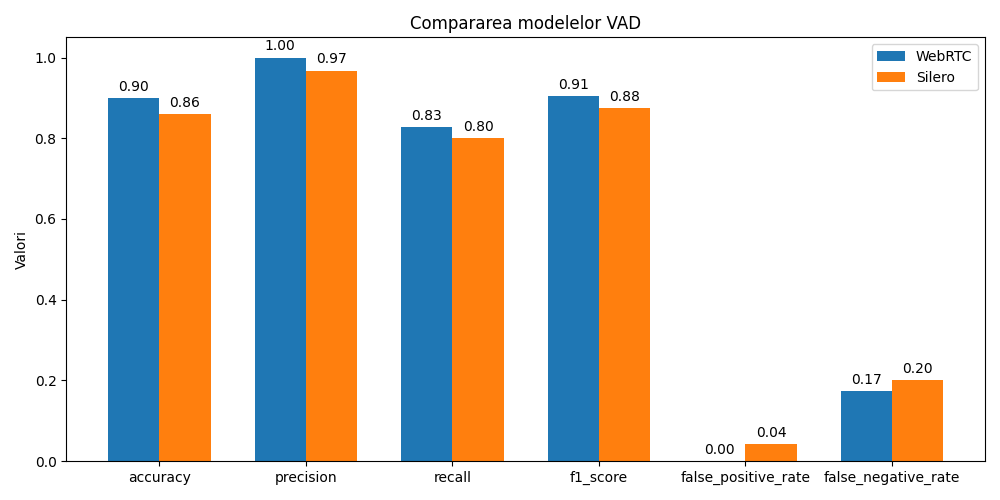 Compararea modelelor VAD
WebRTC
Silero
Valori
1.0
0.8
0.6
0.4
0.2
0.0
0.90
0.86
1.00
0.97
0.83
0.80
0.91
0.88
0.00
0.04
0.17
0.20
accuracy
precision
recall
f1_score
false_positive_rate
false_negative_rate